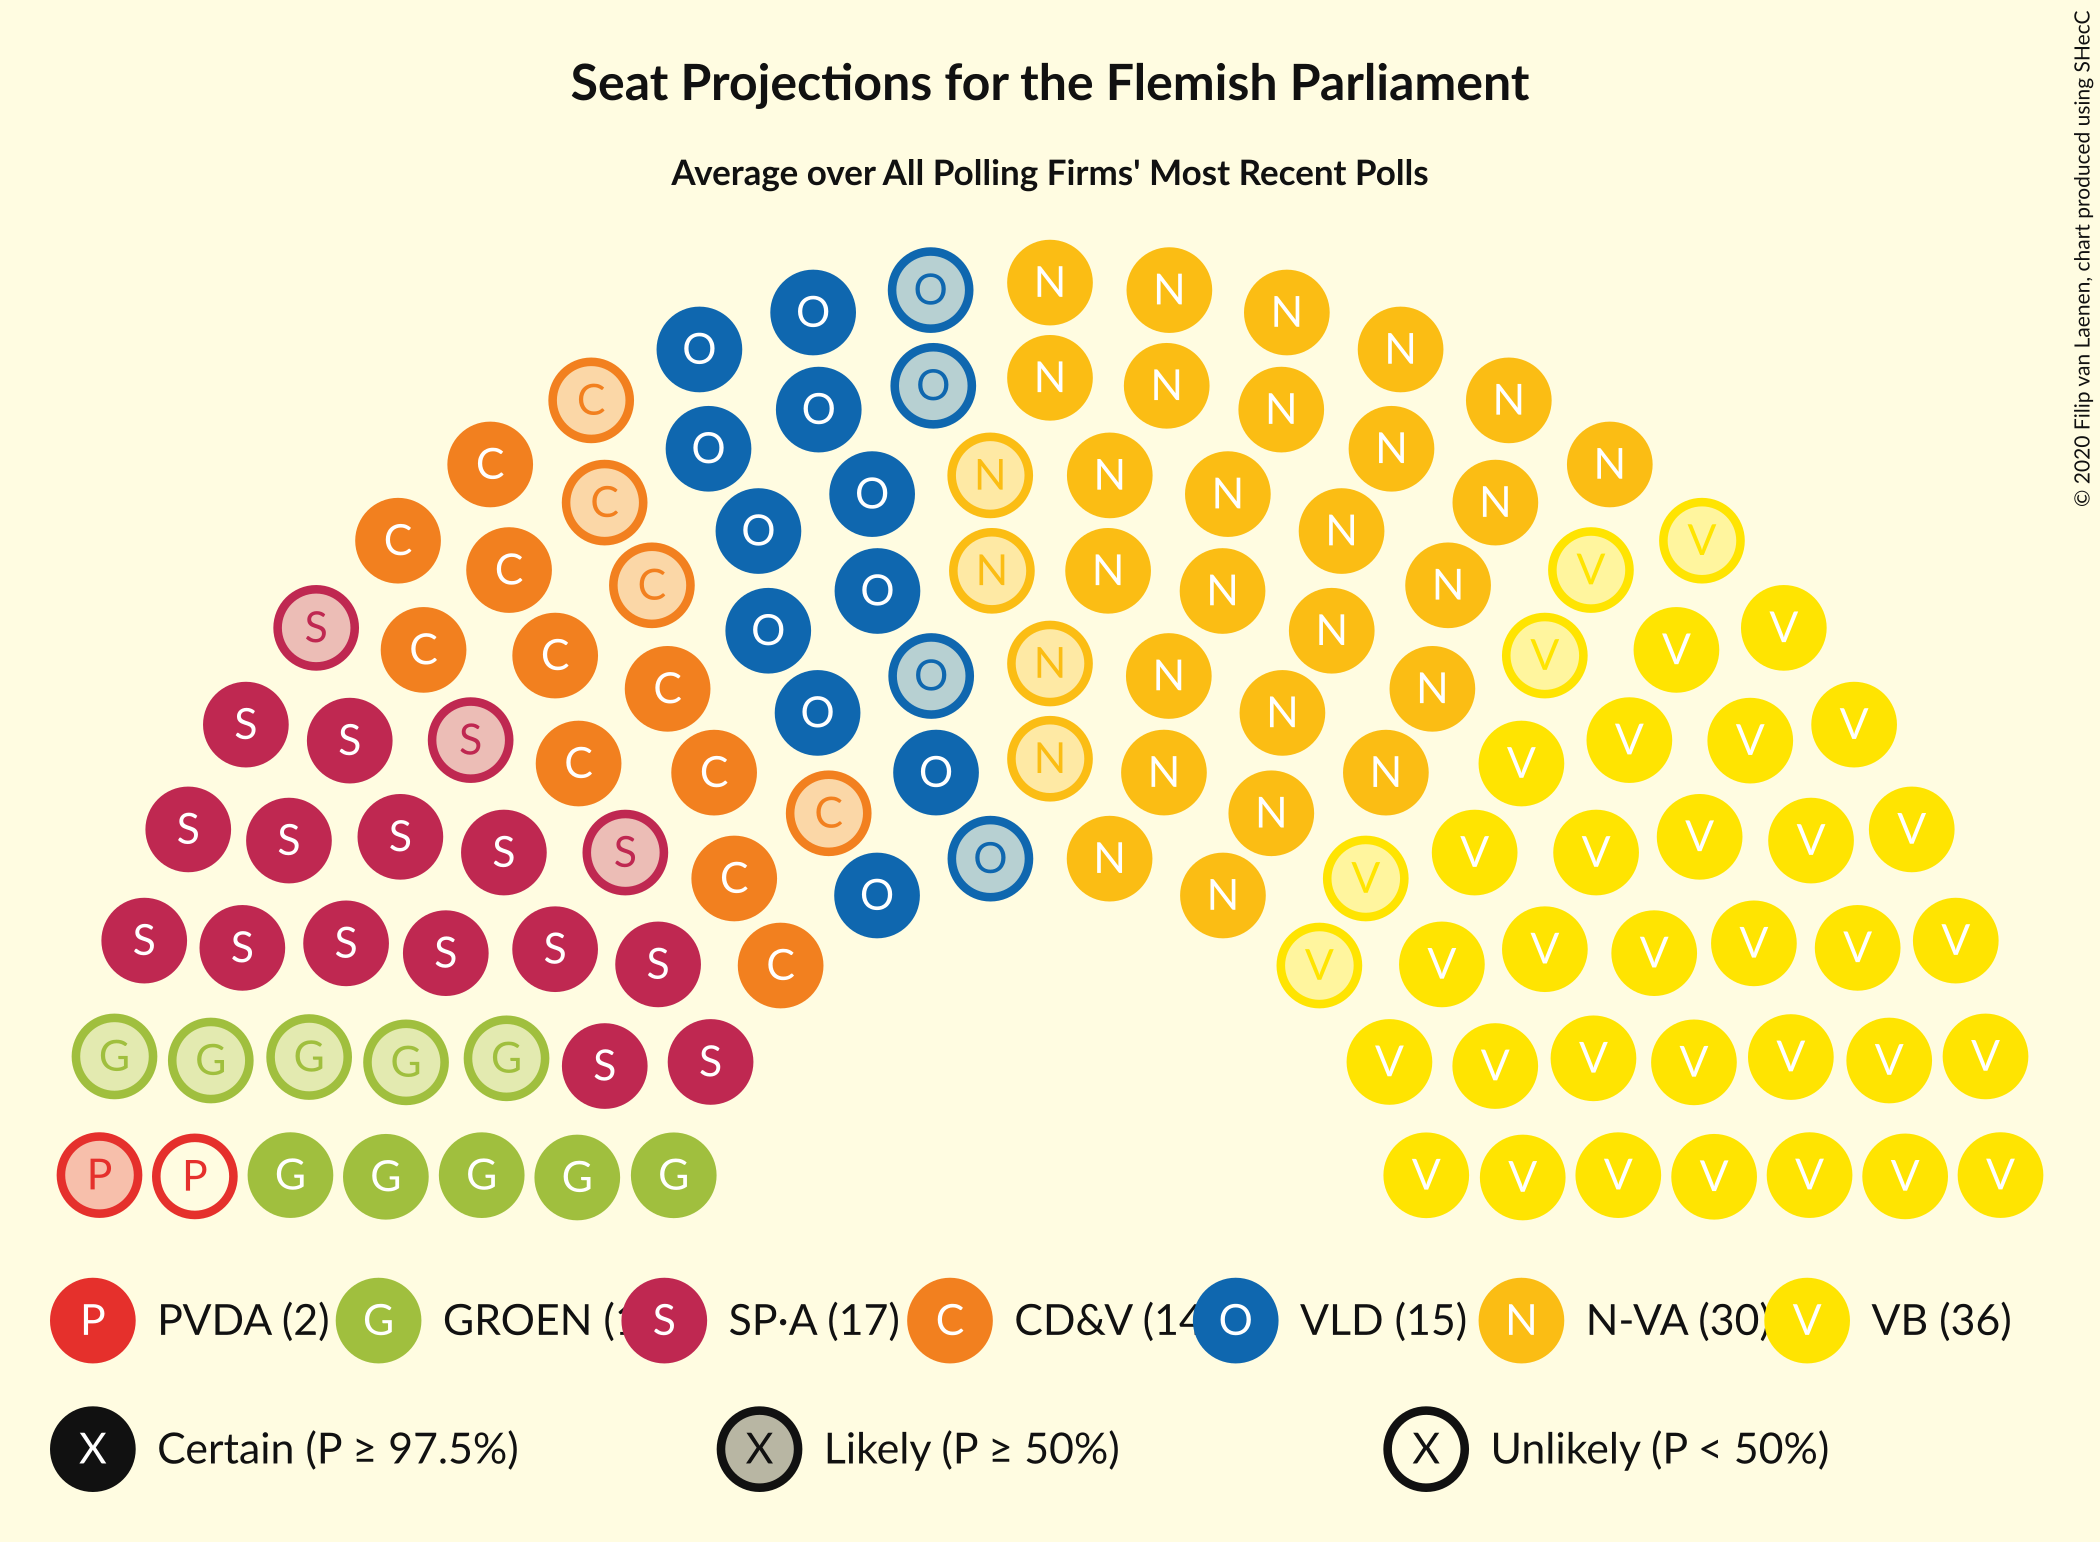 Seat Projections for the Flemish Parliament
Average over All Polling Firms' Most Recent Polls
© 2020 Filip van Laenen, chart produced using SHecC
O N N
O N
O N
O N N
C O N N
O N
C N N N
C O N N
C O N V
C C O N N N N V
S O N V
C C N V V
C O N N
S O N V
S S V V
C C O N N N V
S C N V
S S S S O N V V V V
C O N V
S S S S S S C V V V V V V V
G G G G G S S V V V V V V V
P P G G G G G V V V V V V V
P PVDA (2) G GROEN ( S SP·A (17) C CD&V (14 O VLD (15) N N-VA (30) V VB (36)
X Certain (P ≥ 97.5%) X Likely (P ≥ 50%) X Unlikely (P < 50%)